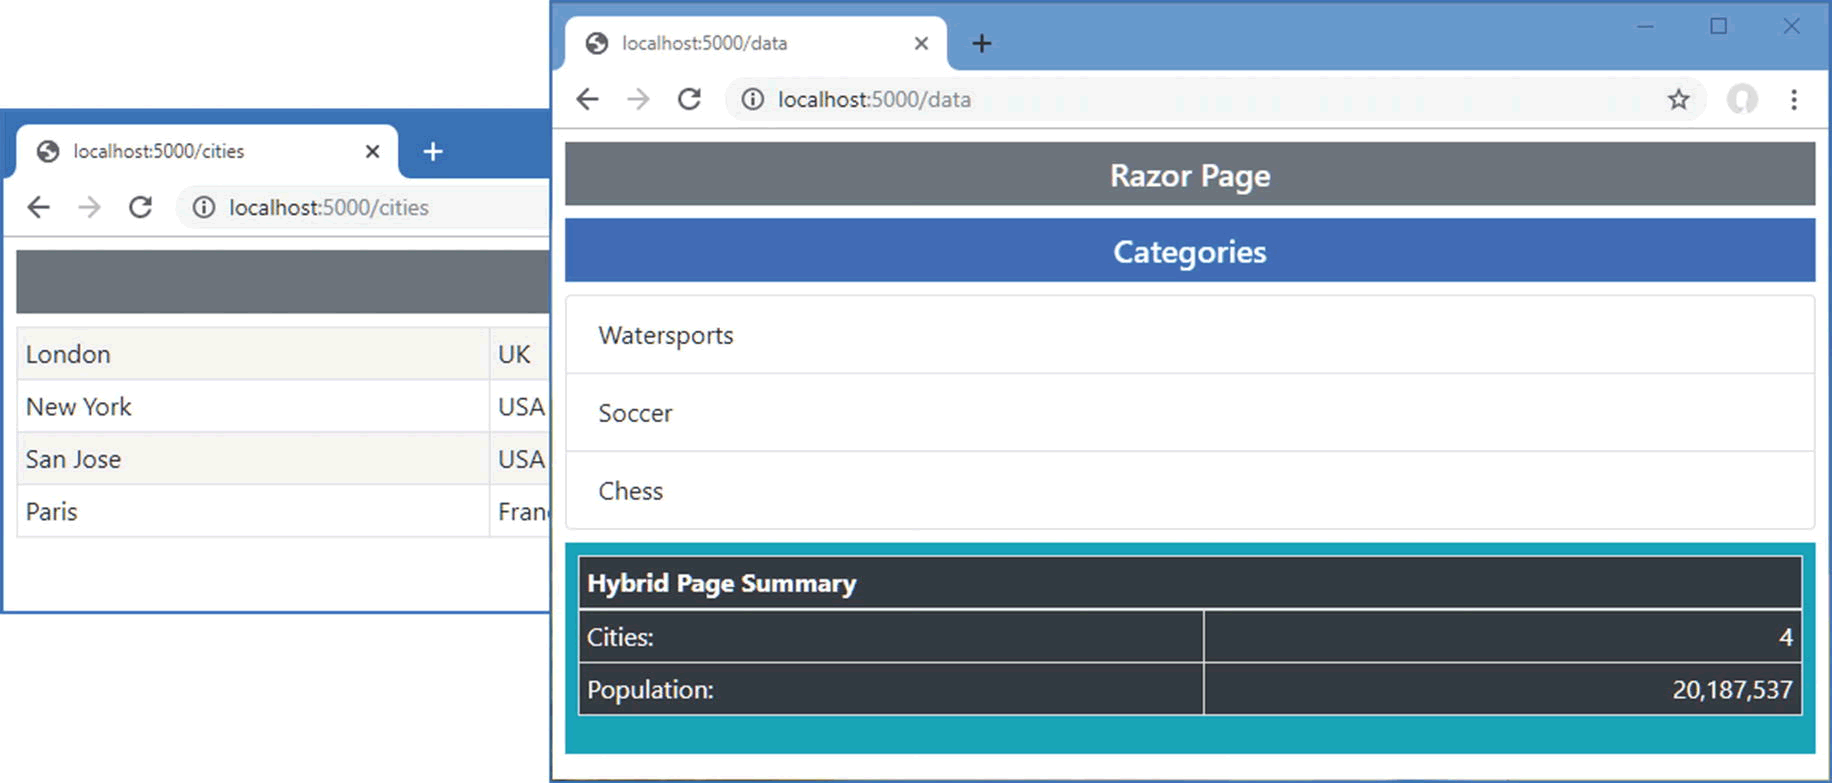 localhost:5000/cities
localhost:5000/cities
London UK
New York USA
San Jose USA
Paris
localhost:5000/data
localhost:5000/data
Razor Page
Categories
Watersports
Soccer
Chess
Hybrid Page Summary
Cities: 4
Population: 20,187,537